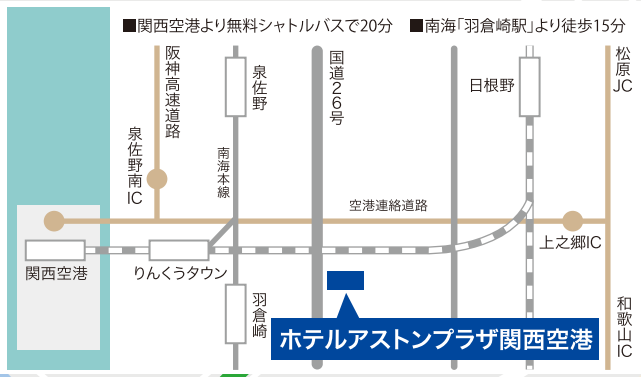 ■関西空港より無料シャトルバスで20分
■南海「羽倉崎駅」より徒歩15分
阪神高速道路
泉佐野
国道26号
日根野
松原JC
泉佐野南IC
南海本線
空港連絡道路
上之郷IC
関西空港
りんくうタウン
羽倉崎
和歌山IC
ホテルアストンプラザ関西空港